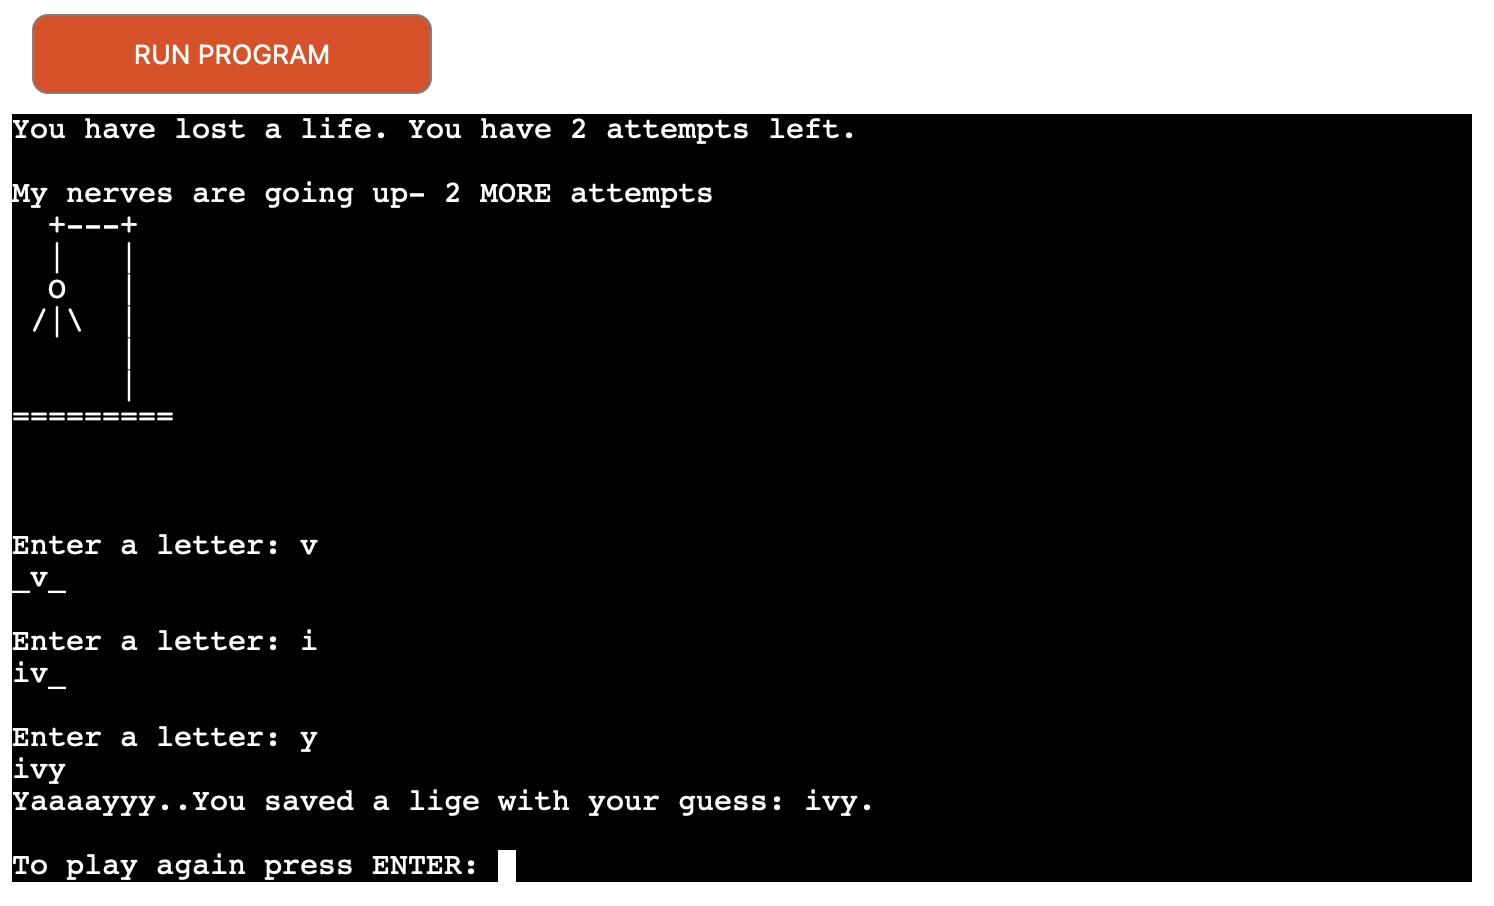 RUN PROGRAM
You have lost a life. You have 2 attempts left.
My nerves are going up- 2 MORE attempts
  +---+
  |   |
  o   |
 /|\  |
      |
      |
=========
Enter a letter: v
_v_
Enter a letter: i
iv_
Enter a letter: y
ivy
Yaaaayyy..You saved a lige with your guess: ivy.
To play again press ENTER: